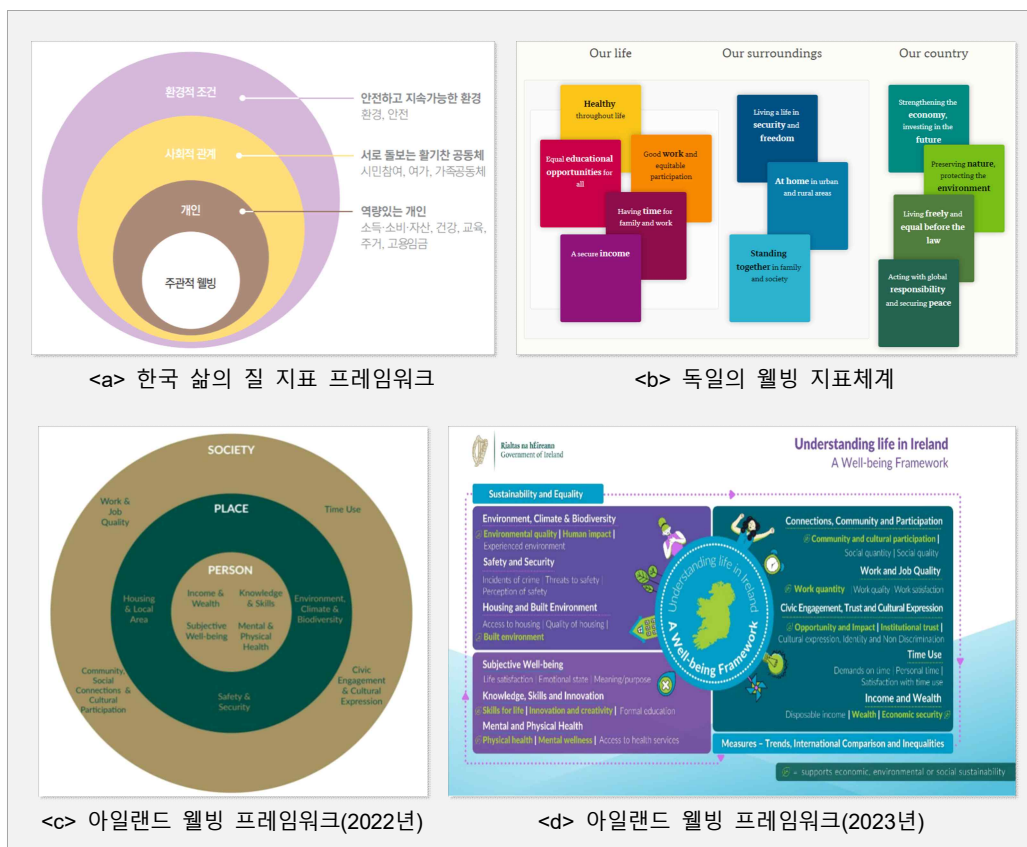 환경적 조건
안전하고 지속가능한 환경
환경, 안전
사회적 관계
서로 돌보는 활기찬 공동체
시민참여, 여가, 가족공동체
개인
역량있는 개인
소득·소비·자산, 건강, 교육,
주거, 고용임금
주관적 웰빙
<a> 한국 삶의 질 지표 프레임워크
Our life
Our surroundings
Our country
Healthy
throughout life
Equal educational
opportunities for
all
Good work and
equitable
participation
Having time for
family and work
A secure income
Living a life in
security and
freedom
At home in urban
and rural areas
Standing
together in family
and society
Strengthening the
economy,
investing in the
future
Preserving nature,
protecting the
environment
Living freely and
equal before the
law
Acting with global
responsibility
and securing peace
<b> 독일의 웰빙 지표체계
SOCIETY
Work &
Job
Quality
Time Use
PLACE
PERSON
Income &
Wealth
Knowledge
& Skills
Subjective
Well-being
Mental &
Physical
Health
Housing
& Local
Area
Environment,
Climate &
Biodiversity
Safety &
Security
Community,
Social
Connections &
Cultural
Participation
Civic
Engagement
& Cultural
Expression
<c> 아일랜드 웰빙 프레임워크(2022년)
Rialtas na hÉireann
Government of Ireland
Understanding life in Ireland
A Well-being Framework
Sustainability and Equality
Environment, Climate & Biodiversity
Environmental quality | Human impact |
Experienced environment
Safety and Security
Incidents of crime | Threats to safety |
Perception of safety
Housing and Built Environment
Access to housing | Quality of housing |
Built environment
Subjective Well-being
Life satisfaction | Emotional state | Meaning/purpose
Knowledge, Skills and Innovation
Skills for life | Innovation and creativity | Formal education
Mental and Physical Health
Physical health | Mental wellness | Access to health services
Understanding life in Ireland
A Well-being Framework
Connections, Community and Participation
Community and cultural participation |
Social quantity | Social quality
Work and Job Quality
Work quantity | Work quality | Work satisfaction
Civic Engagement, Trust and Cultural Expression
Opportunity and Impact | Institutional trust |
Cultural expression, Identity and Non Discrimination
Time Use
Demands on time | Personal time |
Satisfaction with time use
Income and Wealth
Disposable income | Wealth | Economic security
Measures – Trends, International Comparison and Inequalities
= supports economic, environmental or social sustainability
<d> 아일랜드 웰빙 프레임워크(2023년)